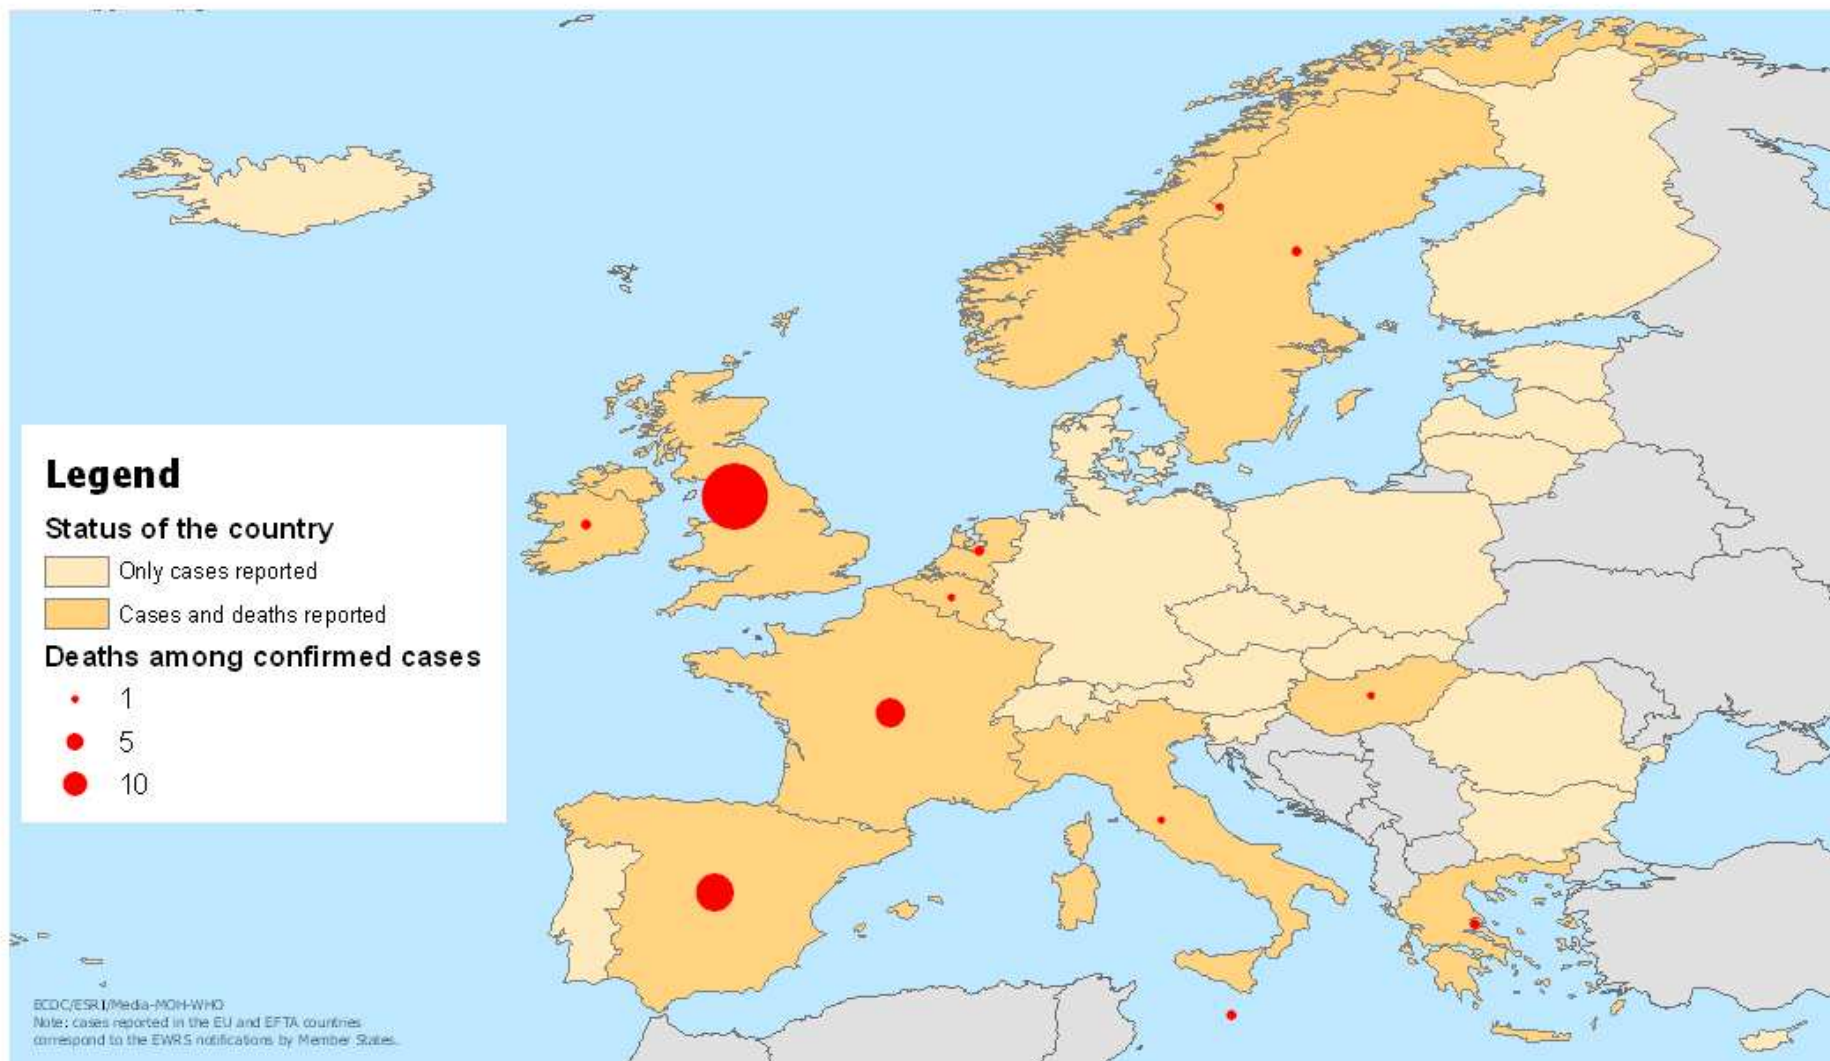 Legend
Status of the country
Only cases reported
Cases and deaths reported
Deaths among confirmed cases
1
5
10
ECDC/ESRI/Media-MOH-WHO
Note: cases reported in the EU and EFTA countries
correspond to the EWRS notifications by Member States.